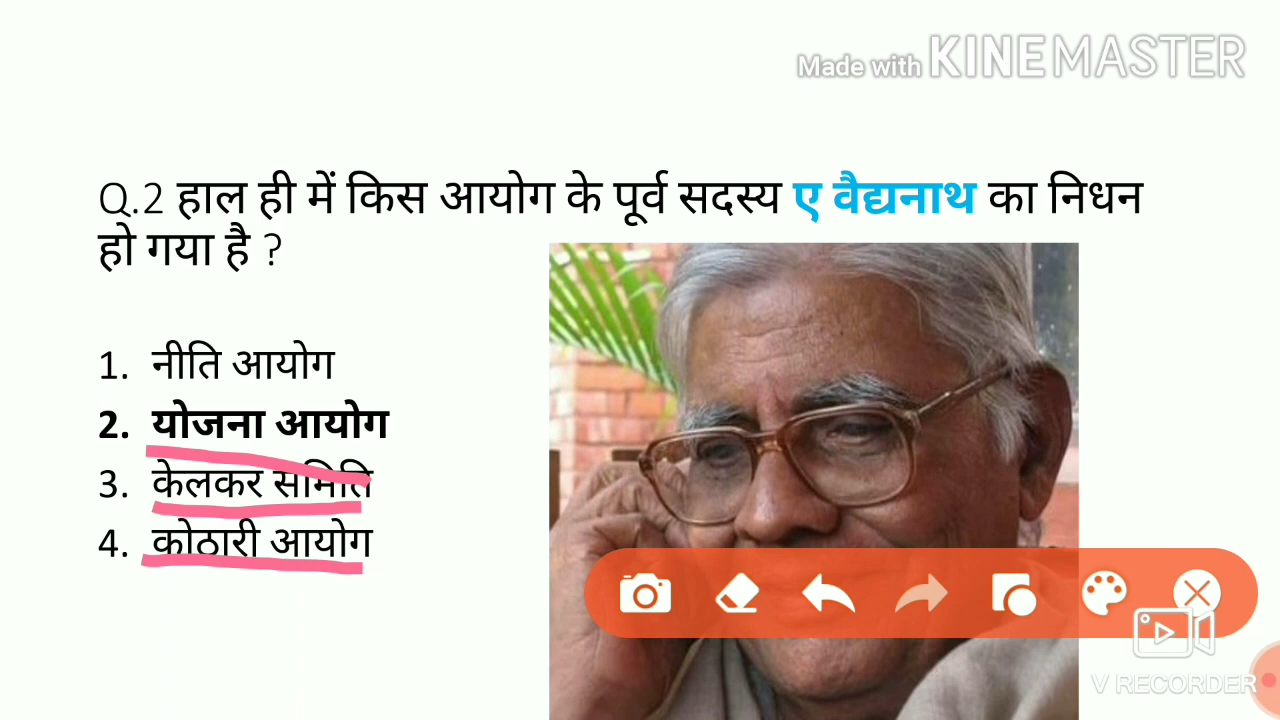 Made with KINEMASTER
Q.2 हाल ही में किस आयोग के पूर्व सदस्य ए वैद्यनाथ का निधन
हो गया है ?
1. नीति आयोग
2. योजना आयोग
3. केलकर समिति
4. कोठारी आयोग
V RECORDER